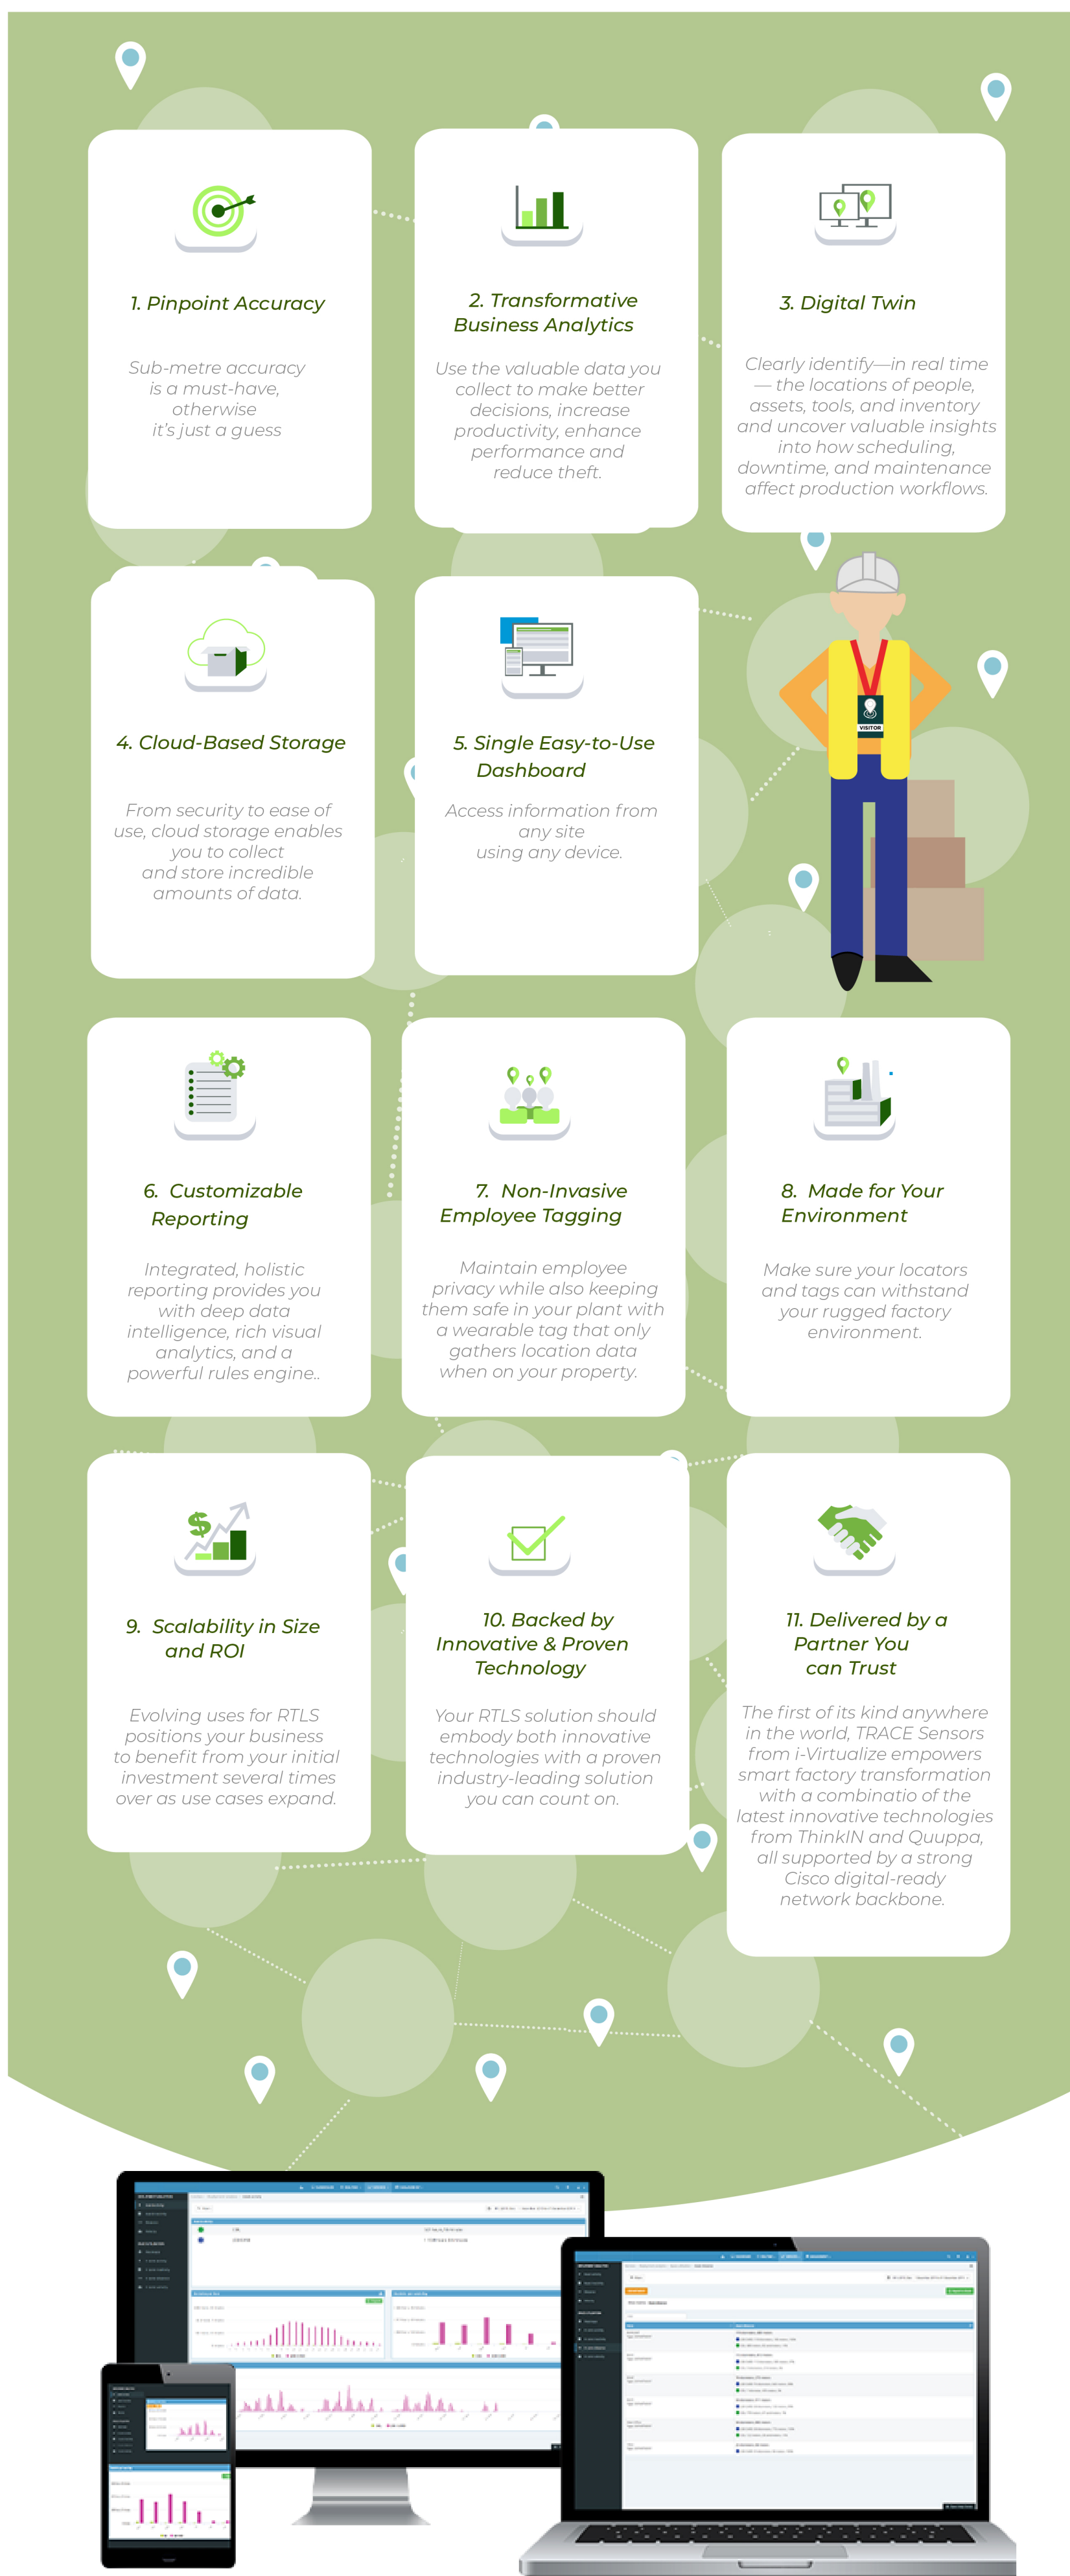 1. Pinpoint Accuracy
Sub-metre accuracy
is a must-have,
otherwise
it's just a guess
2. Transformative
Business Analytics
Use the valuable data you
collect to make better
decisions, increase
productivity, enhance
performance and
reduce theft.
3. Digital Twin
Clearly identify—in real time
— the locations of people,
assets, tools, and inventory
and uncover valuable insights
into how scheduling,
downtime, and maintenance
affect production workflows.
4. Cloud-Based Storage
From security to ease of
use, cloud storage enables
you to collect
and store incredible
amounts of data.
5. Single Easy-to-Use
Dashboard
Access information from
any site
using any device.
VISITOR
6. Customizable
Reporting
Integrated, holistic
reporting provides you
with deep data
intelligence, rich visual
analytics, and a
powerful rules engine..
7. Non-Invasive
Employee Tagging
Maintain employee
privacy while also keeping
them safe in your plant with
a wearable tag that only
gathers location data
when on your property.
8. Made for Your
Environment
Make sure your locators
and tags can withstand
your rugged factory
environment.
9. Scalability in Size
and ROI
Evolving uses for RTLS
positions your business
to benefit from your initial
investment several times
over as use cases expand.
10. Backed by
Innovative & Proven
Technology
Your RTLS solution should
embody both innovative
technologies with a proven
industry-leading solution
you can count on.
11. Delivered by a
Partner You
can Trust
The first of its kind anywhere
in the world, TRACE Sensors
from i-Virtualize empowers
smart factory transformation
with a combinatio of the
latest innovative technologies
from ThinkIN and Quuppa,
all supported by a strong
Cisco digital-ready
network backbone.